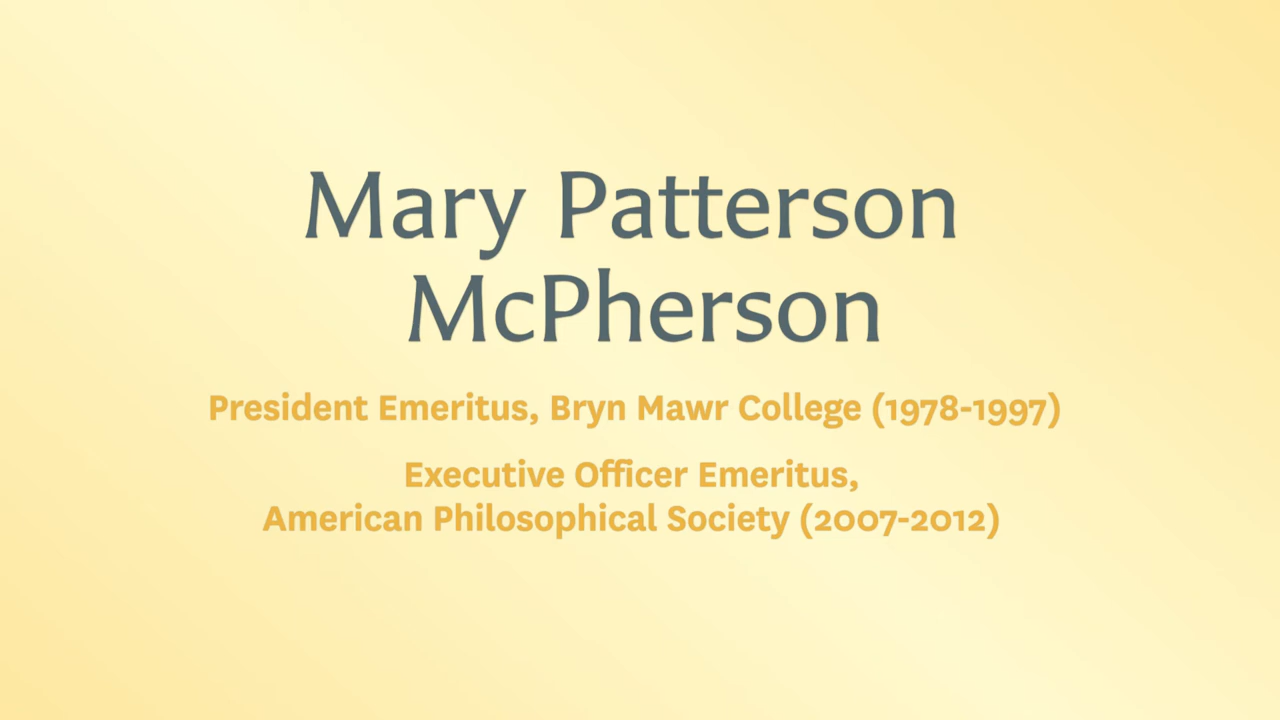 Mary Patterson
McPherson
President Emeritus, Bryn Mawr College (1978-1997)
Executive Officer Emeritus,
American Philosophical Society (2007-2012)